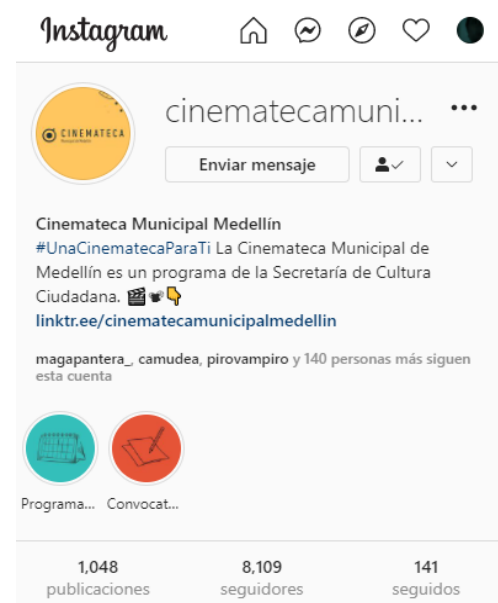 Instagram
CINEMATECA
cinematecamuni...
Enviar mensaje
Cinemateca Municipal Medellín
#UnaCinematecaParaTi La Cinemateca Municipal de
Medellín es un programa de la Secretaría de Cultura
Ciudadana. 🎬📽👇
linktr.ee/cinematecamunicipalmedellin
magapantera_, camudea, pirovampiro y 140 personas más siguen
esta cuenta
Programa... Convocat...
1,048 8,109 141
publicaciones seguidores seguidos